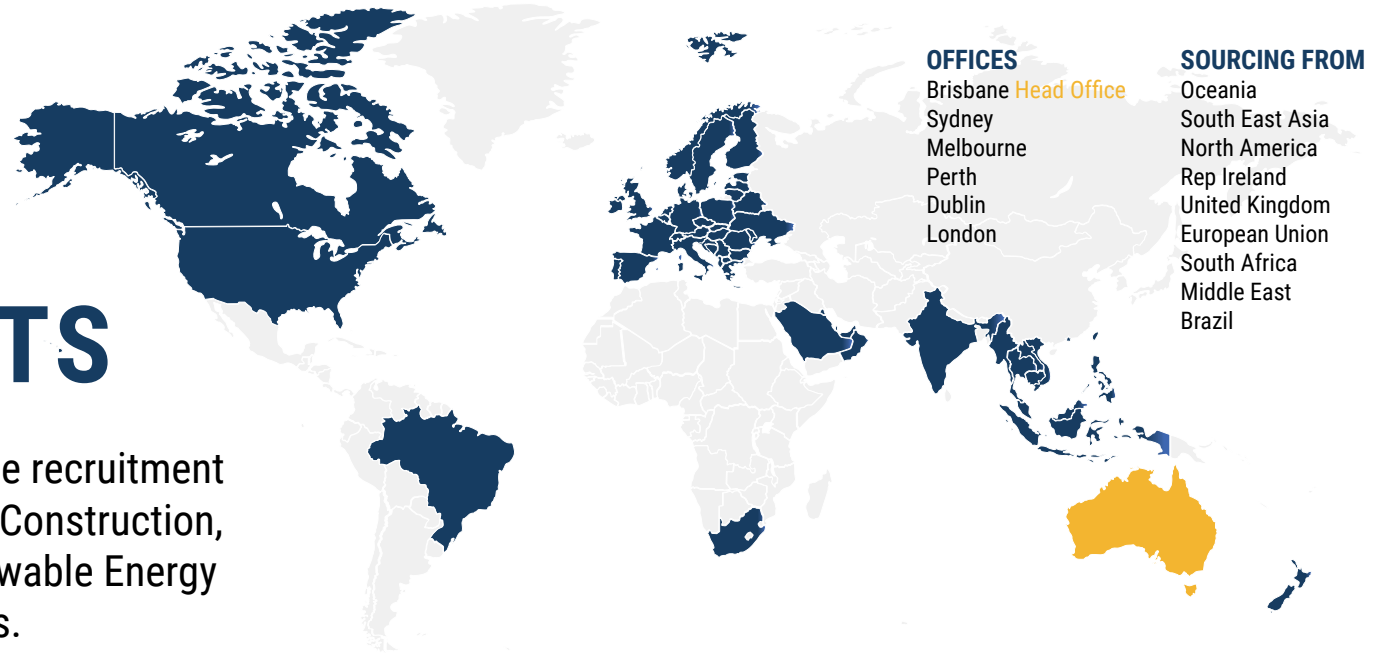 OFFICES
Brisbane Head Office
Sydney
Melbourne
Perth
Dublin
London
SOURCING FROM
Oceania
South East Asia
North America
Rep Ireland
United Kingdom
European Union
South Africa
Middle East
Brazil
TS
e recruitment
Construction,
wable Energy
s.